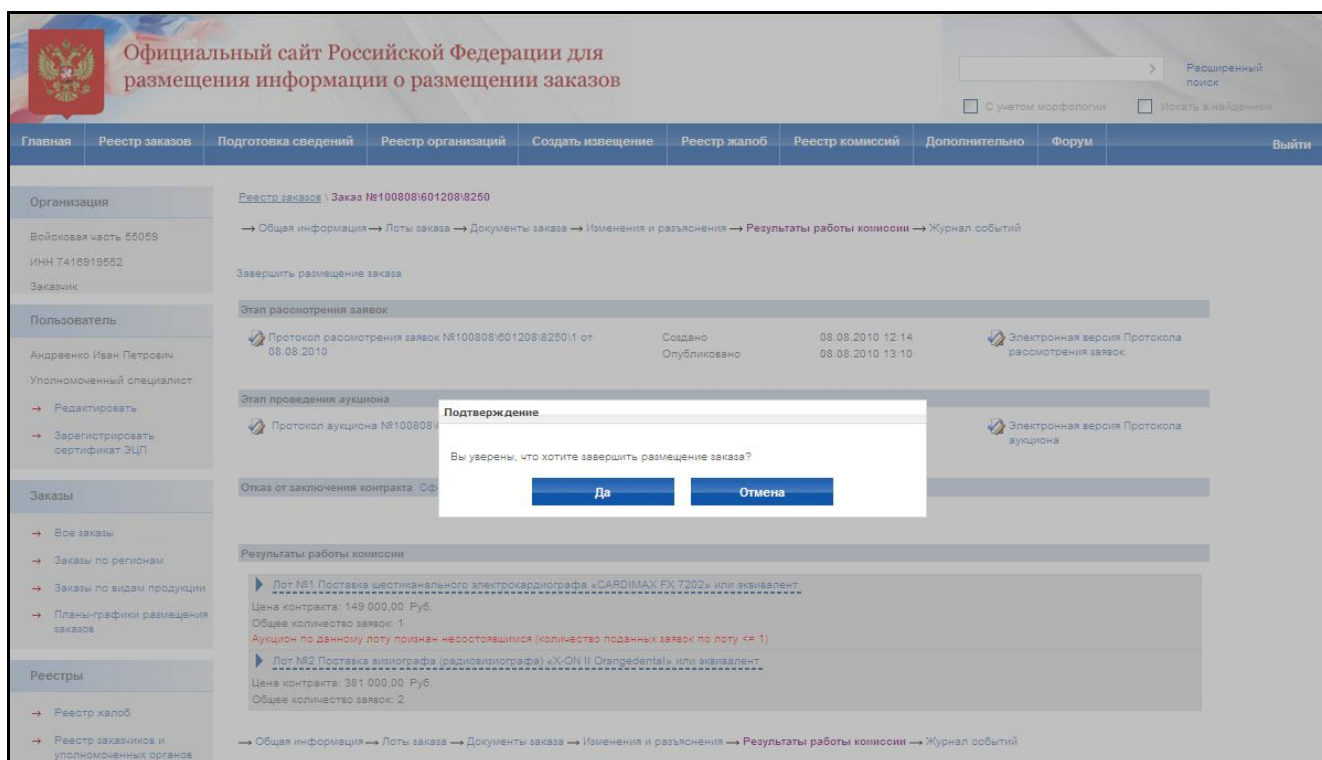 Официальный сайт Российской Федерации для
размещения информации о размещении заказов
Расширенный
поиск
С учетом морфологии
Искать в найденном
Главная Реестр заказов Подготовка сведений Реестр организаций Создать извещение Реестр жалоб Реестр комиссий Дополнительно Форум Выйти
Организация
Войсковая часть 55059
ИНН 7416919552
Заказчик
Пользователь
Андреенко Иван Петрович
Уполномоченный специалист
→ Редактировать
→ Зарегистрировать
сертификат ЭЦП
Заказы
→ Все заказы
→ Заказы по регионам
→ Заказы по видам продукции
→ Планы-графики размещения
заказов
Реестры
→ Реестр жалоб
→ Реестр заказчиков и
уполномоченных органов
Реестр заказов \ Заказ №100808\601208\8250
→ Общая информация → Лоты заказа → Документы заказа → Изменения и разъяснения → Результаты работы комиссии → Журнал событий
Завершить размещение заказа
Этап рассмотрения заявок
Протокол рассмотрения заявок №100808\601208\8250\1 от
08.08.2010
Создано 08.08.2010 12:14
Опубликовано 08.08.2010 13:10
Электронная версия Протокола
рассмотрения заявок
Этап проведения аукциона
Протокол аукциона №100808\
Электронная версия Протокола
аукциона
Подтверждение
Вы уверены, что хотите завершить размещение заказа?
Да Отмена
Отказ от заключения контракта
Результаты работы комиссии
Лот №1 Поставка шестиканального электрокардиографа «CARDIMAX FX 7202» или эквивалент
Цена контракта: 149 000,00 Руб.
Общее количество заявок: 1
Аукцион по данному лоту признан несостоявшимся (количество поданных заявок по лоту <= 1)
Лот №2 Поставка визиографа (радиовизиографа) «X-ON II Orangedental» или эквивалент
Цена контракта: 381 000,00 Руб.
Общее количество заявок: 2
→ Общая информация → Лоты заказа → Документы заказа → Изменения и разъяснения → Результаты работы комиссии → Журнал событий